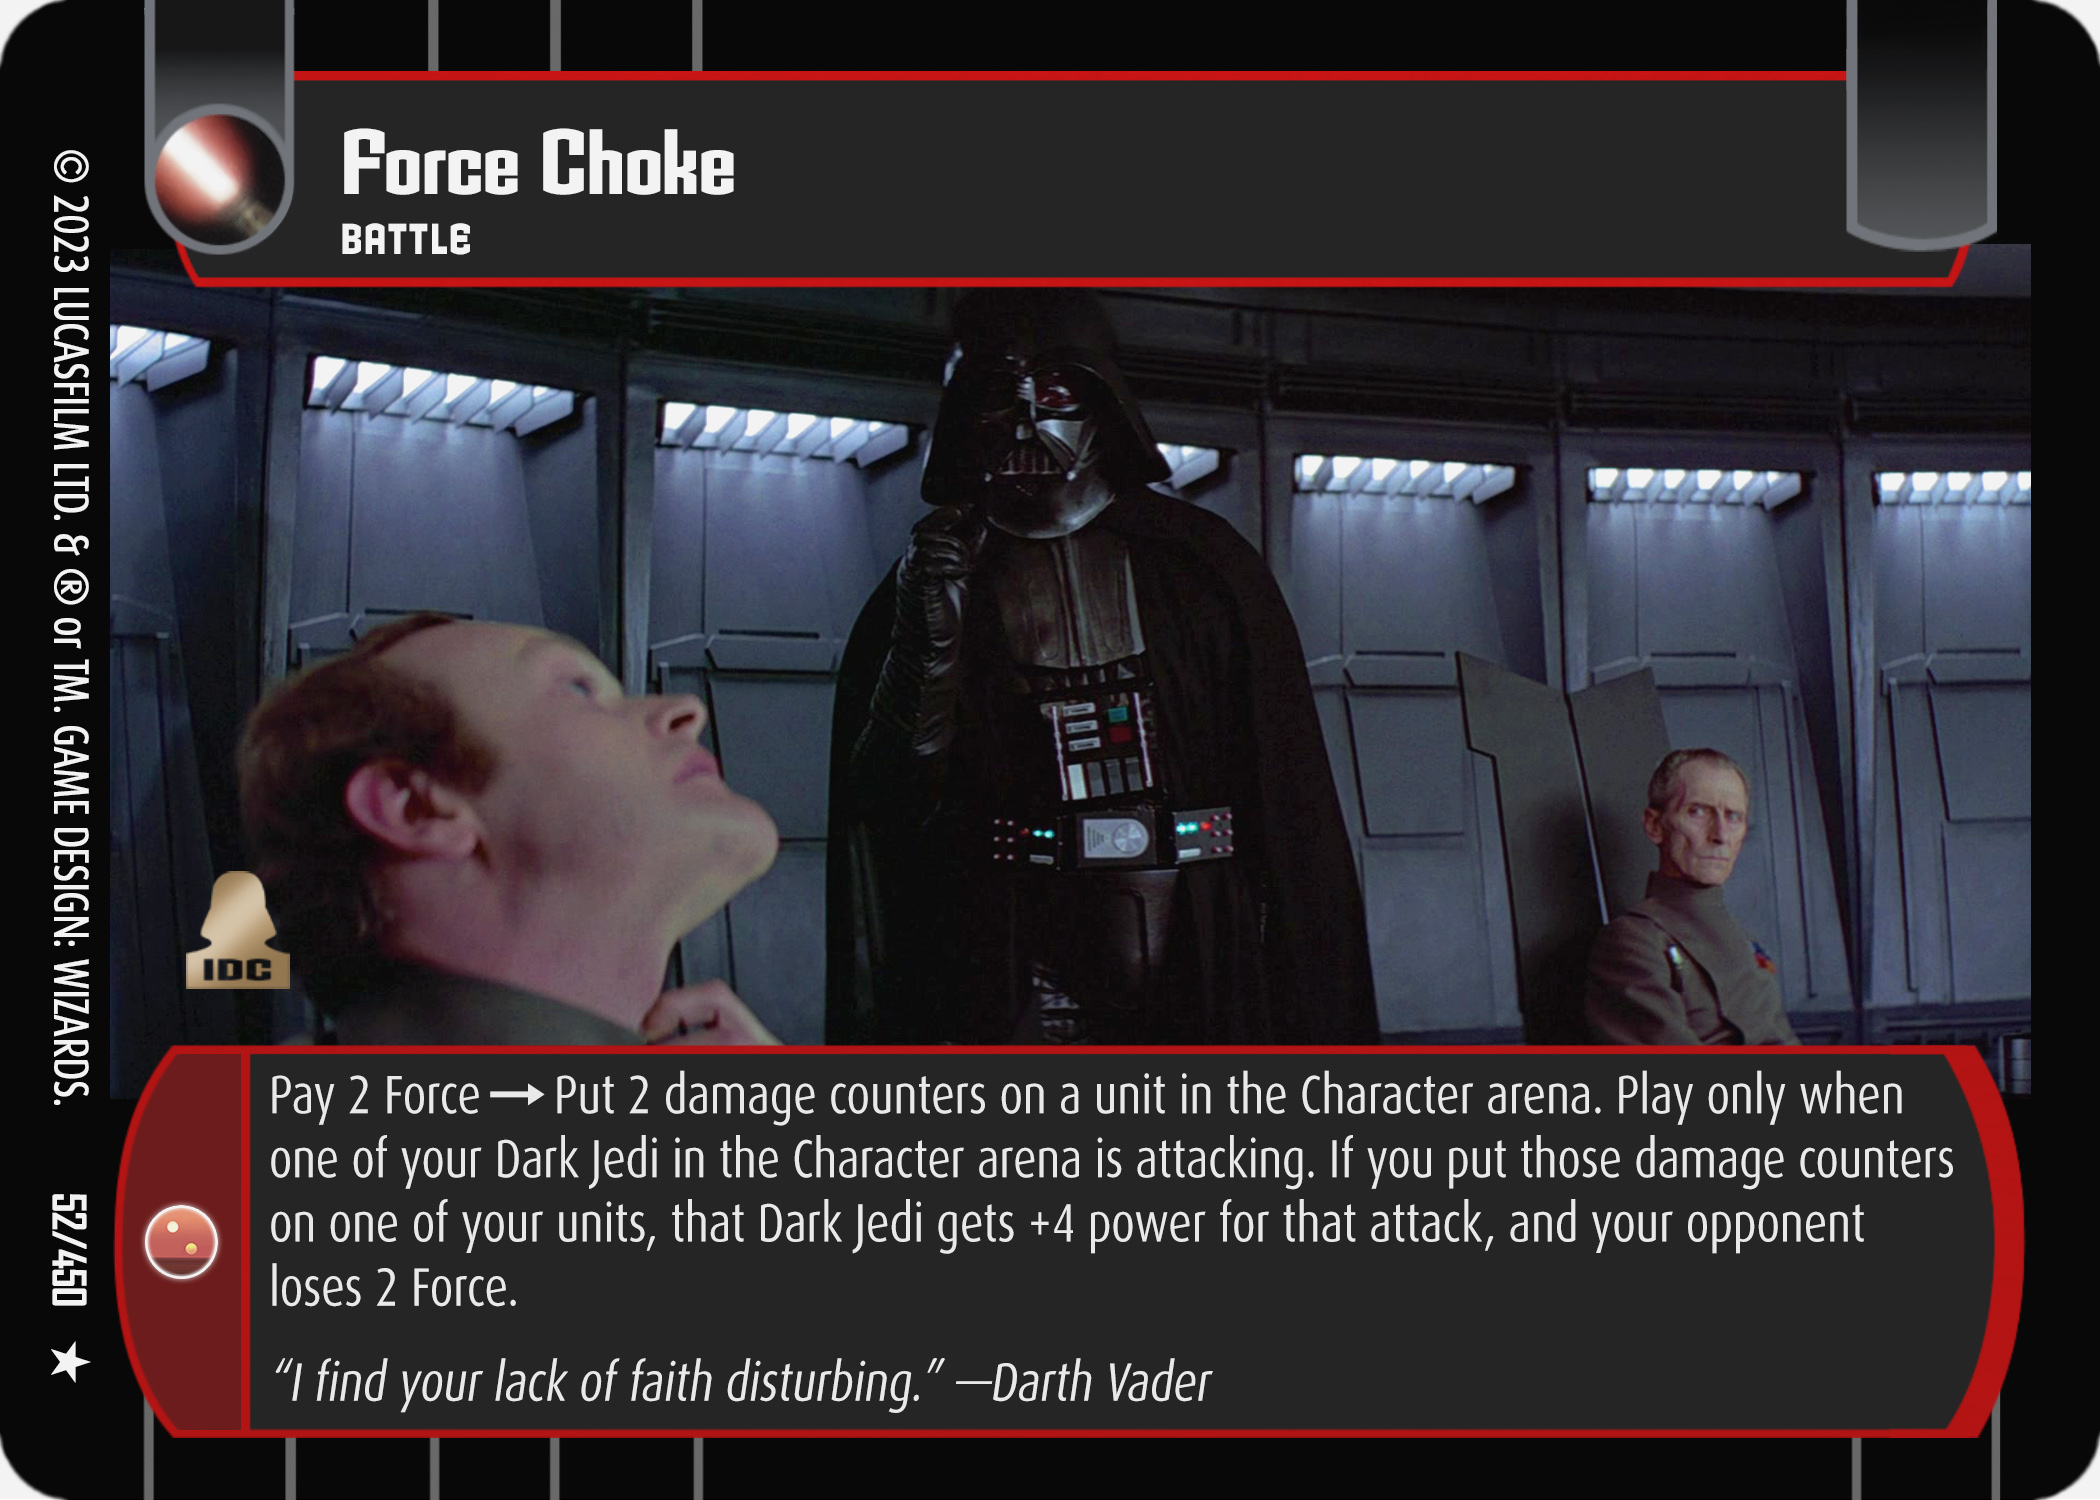 Force Choke
BATTLE
IDC
Pay 2 Force → Put 2 damage counters on a unit in the Character arena. Play only when
one of your Dark Jedi in the Character arena is attacking. If you put those damage counters
on one of your units, that Dark Jedi gets +4 power for that attack, and your opponent
loses 2 Force.
“I find your lack of faith disturbing.” —Darth Vader
© 2023 LUCASFILM LTD. & ® or TM. GAME DESIGN: WIZARDS. 52/450 ★